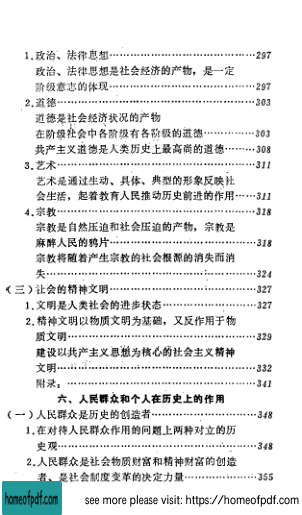 1.政治、法律思想……………………………297
政治、法律思想是社会经济的产物，是一定
阶级意志的体现……………………………297
2.道德……………………………………303
道德是社会经济状况的产物
在阶级社会中各阶级有各阶级的道德…………303
共产主义道德是人类历史上最高尚的道德……308
3.艺术……………………………………311
艺术是通过生动、具体、典型的形象反映社
会生活，起着教育人民推动历史前进的作用……311
4.宗教……………………………………318
宗教是自然压迫和社会压迫的产物，宗教是
麻醉人民的鸦片……………………………318
宗教将随着产生宗教的社会根源的消失而消
失………………………………………324
（三）社会的精神文明……………………………327
1.文明是人类社会的进步状态…………………327
2.精神文明以物质文明为基础，又反作用于物
质文明……………………………………329
建设以共产主义思想为核心的社会主义精神
文明……………………………………332
附录：……………………………………341
六、人民群众和个人在历史上的作用
（一）人民群众是历史的创造者…………………348
1.在对待人民群众作用的问题上两种对立的历
史观……………………………………348
2.人民群众是社会物质财富和精神财富的创造
者、是社会制度变革的决定力量……………355
homeofpdf.com
see more please visit: https://homeofpdf.com